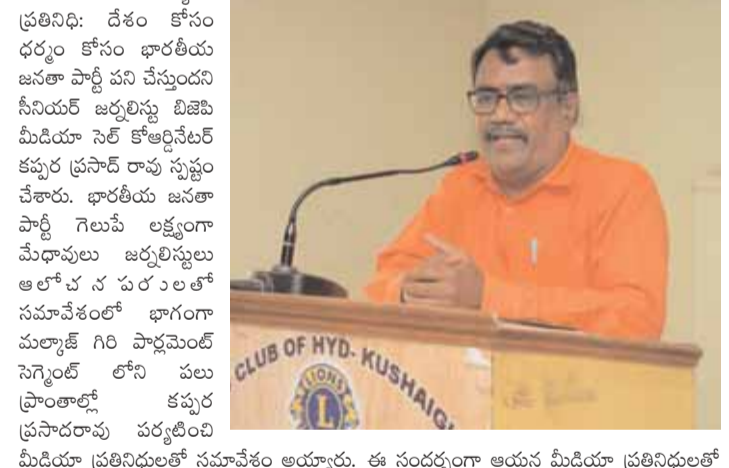 ప్రతినిధి: దేశం కోసం
ధర్మం కోసం భారతీయ
జనతా పార్టీ పని చేస్తుందని
సీనియర్ జర్నలిస్టు బిజెపి
మీడియా సెల్ కోఆర్డినేటర్
కప్పర ప్రసాద్ రావు స్పష్టం
చేశారు. భారతీయ జనతా
పార్టీ గెలుపే లక్ష్యంగా
మేధావులు జర్నలిస్టులు
ఆలోచన పరులతో
సమావేశంలో భాగంగా
మల్కాజ్ గిరి పార్లమెంట్
సెగ్మెంట్ లోని పలు
ప్రాంతాల్లో కప్పర
ప్రసాదరావు పర్యటించి
మీడియా ప్రతినిధులతో సమావేశం అయ్యారు. ఈ సందర్భంగా ఆయన మీడియా ప్రతినిధులతో
CLUB OF HYD- KUSHAIG
LIONS
L